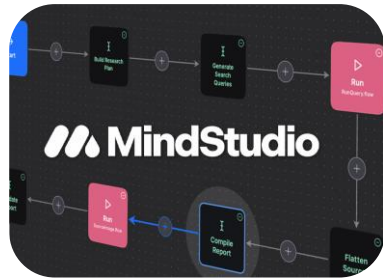 Build Research
Plan
Generate
Search
Queries
Run
MindStudio
Run
Compile
Report
Flatten